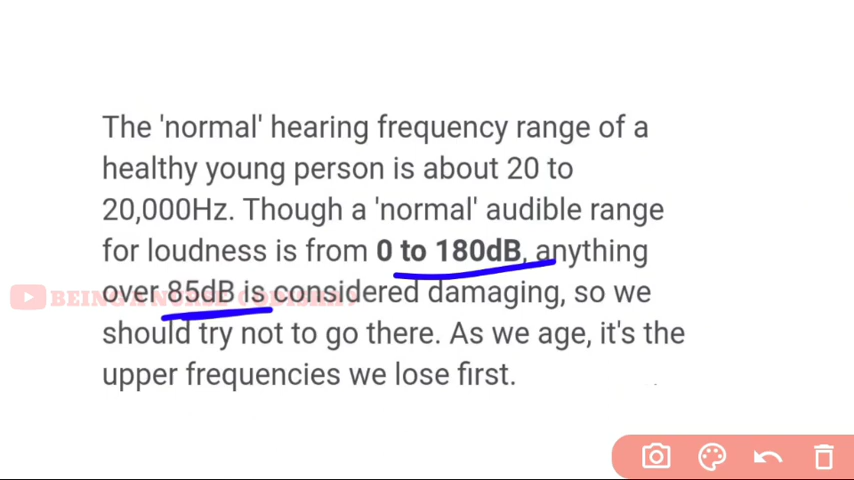 The 'normal' hearing frequency range of a
healthy young person is about 20 to
20,000Hz. Though a 'normal' audible range
for loudness is from 0 to 180dB, anything
over 85dB is considered damaging, so we
should try not to go there. As we age, it's the
upper frequencies we lose first.
BEING A NURSE